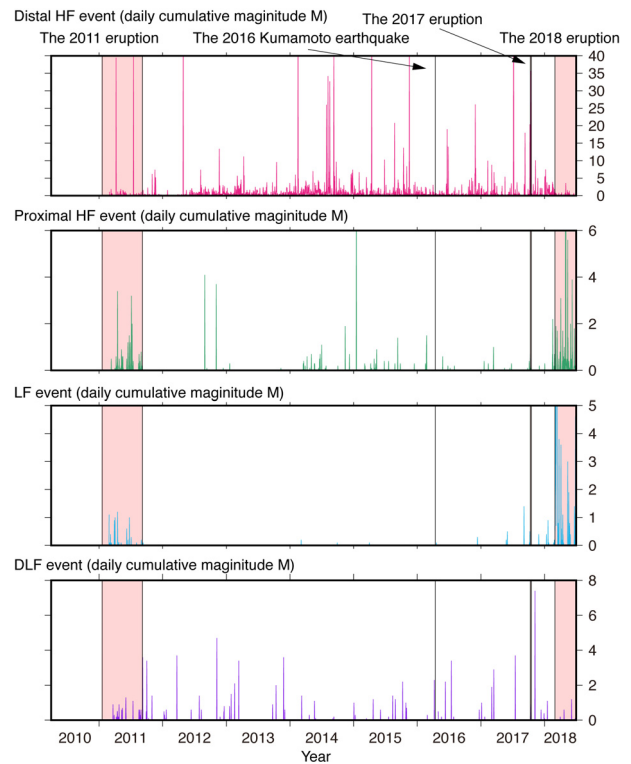 Distal HF event (daily cumulative maginitude M)
The 2017 eruption
The 2011 eruption
The 2016 Kumamoto earthquake
The 2018 eruption
40
35
30
25
20
15
10
5
0
Proximal HF event (daily cumulative maginitude M)
6
4
2
0
LF event (daily cumulative maginitude M)
5
4
3
2
1
0
DLF event (daily cumulative maginitude M)
8
6
4
2
0
2010 2011 2012 2013 2014 2015 2016 2017 2018
Year